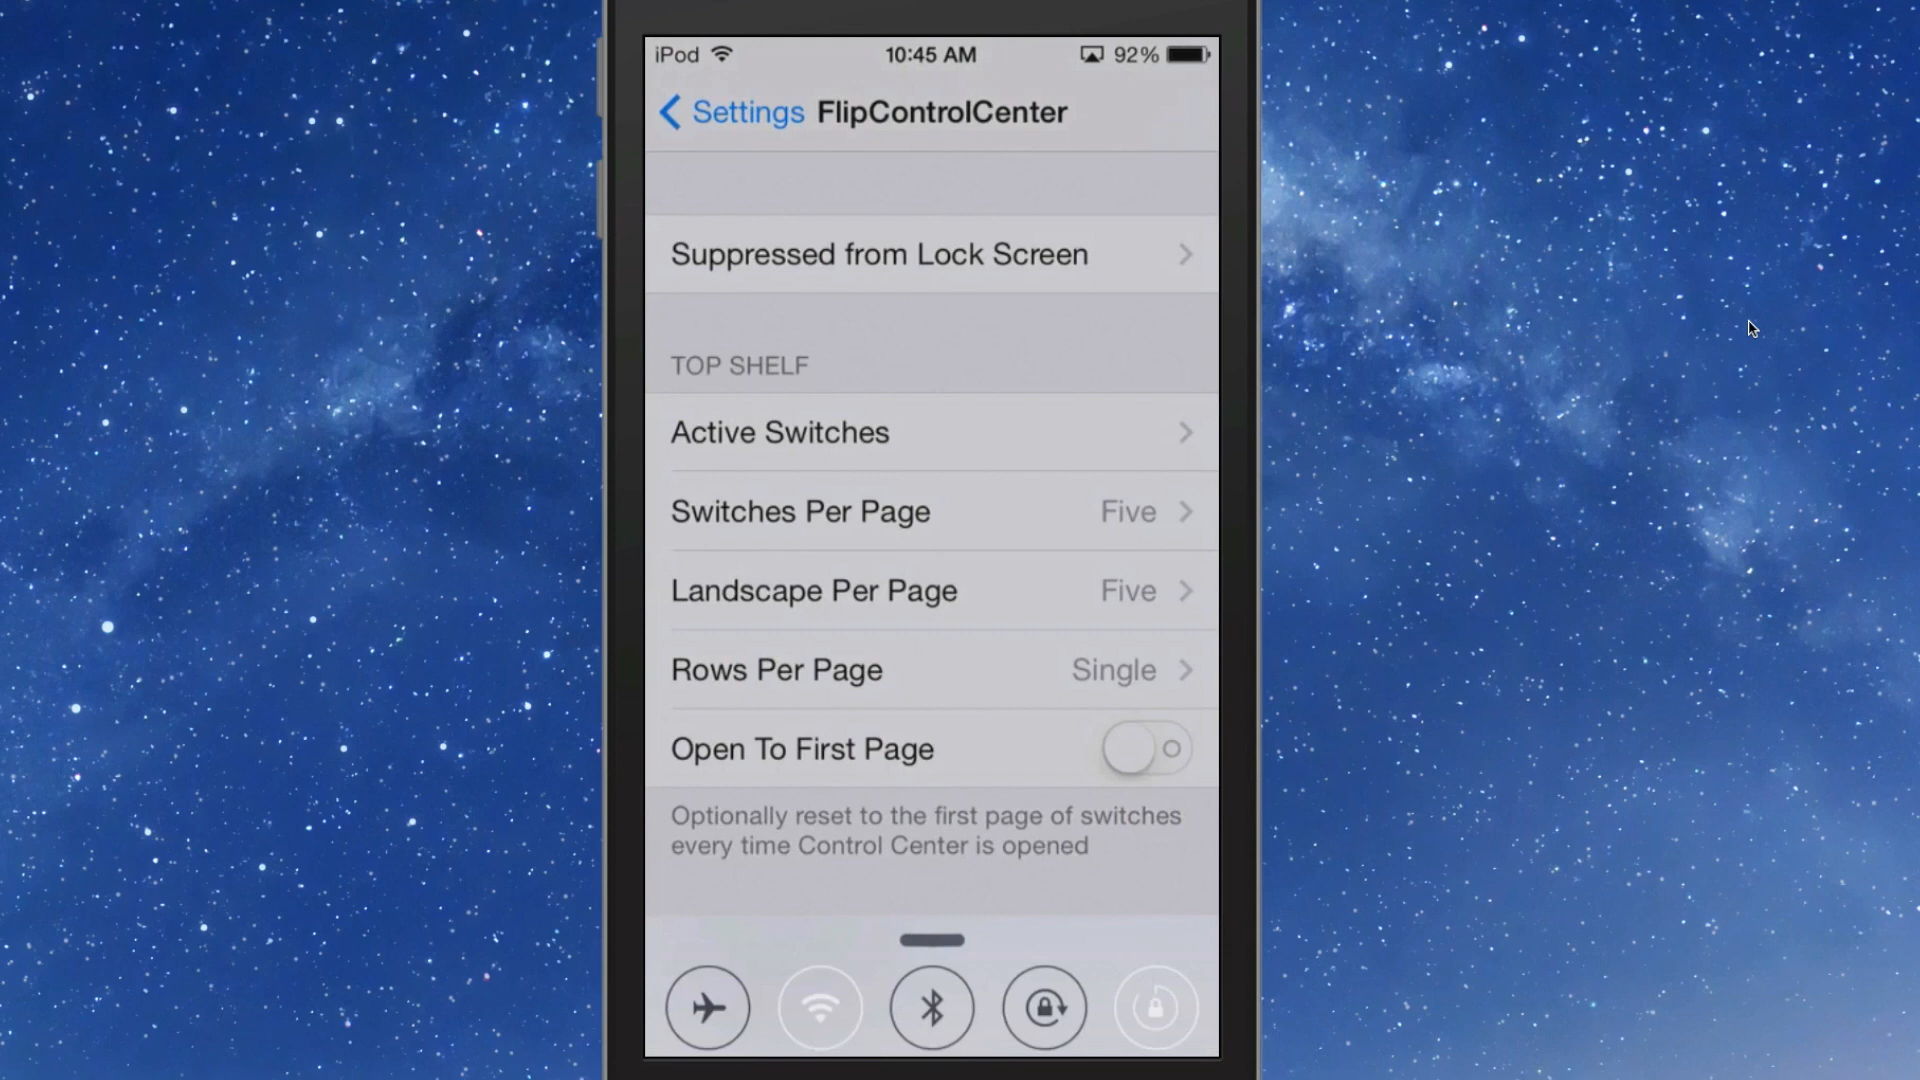 iPod 10:45 AM 92%
Settings FlipControlCenter
Suppressed from Lock Screen
TOP SHELF
Active Switches
Switches Per Page Five
Landscape Per Page Five
Rows Per Page Single
Open To First Page
Optionally reset to the first page of switches
every time Control Center is opened